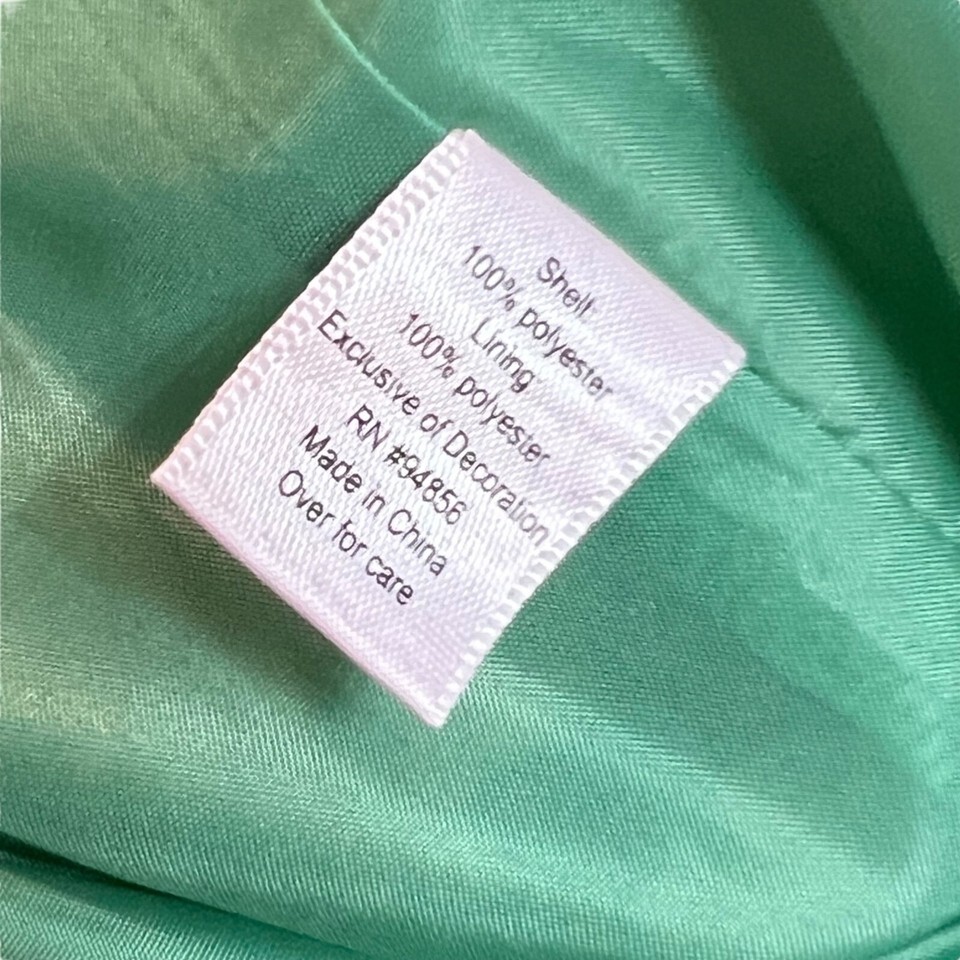 Shell:
100% polyester
Lining
100% polyester
Exclusive of Decoration
RN #94856
Made in China
Over for care